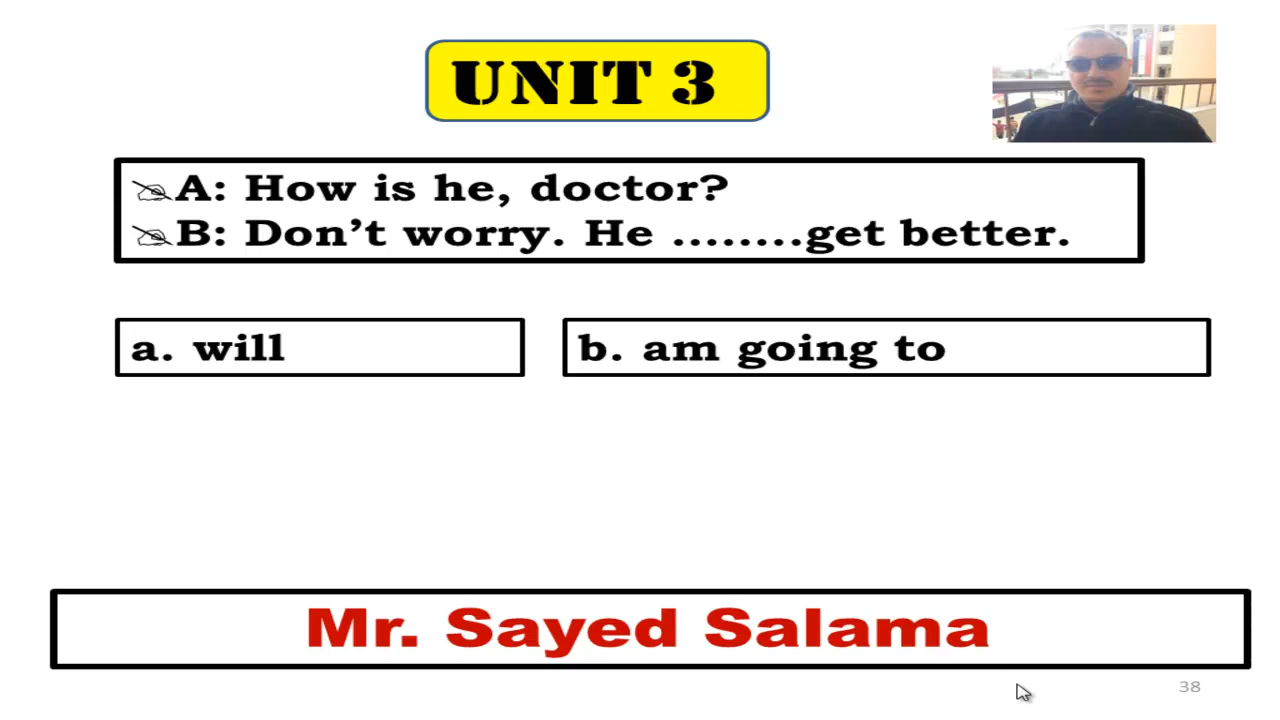 UNIT 3
A: How is he, doctor?
B: Don’t worry. He ........get better.
a. will
b. am going to
Mr. Sayed Salama
38